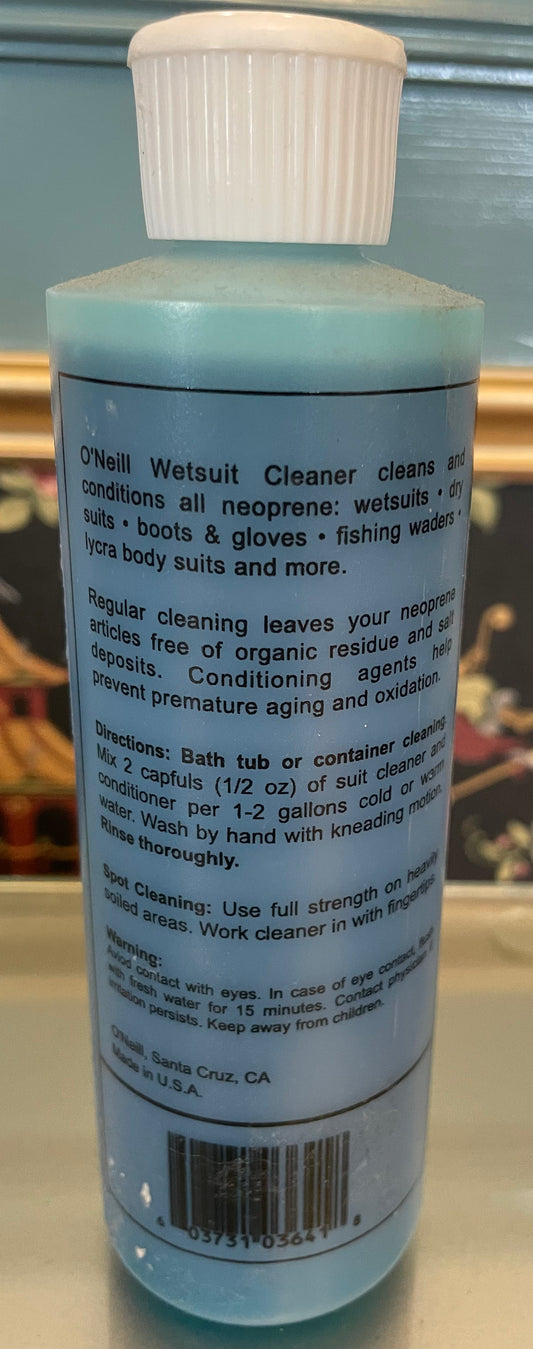 O'Neill Wetsuit Cleaner cleans and
conditions all neoprene: wetsuits • dry
suits • boots & gloves • fishing waders •
lycra body suits and more.
Regular cleaning leaves your neoprene
articles free of organic residue and salt
deposits. Conditioning agents help
prevent premature aging and oxidation.
Directions: Bath tub or container cleaning.
Mix 2 capfuls (1/2 oz) of suit cleaner and
conditioner per 1-2 gallons cold or warm
water. Wash by hand with kneading motion.
Rinse thoroughly.
Spot Cleaning: Use full strength on heavily
soiled areas. Work cleaner in with fingertips.
Warning:
Aviod contact with eyes. In case of eye contact, flush
with fresh water for 15 minutes. Contact physician if
irritation persists. Keep away from children.
O'Neill, Santa Cruz, CA
Made in U.S.A.
6 03731 03641 8